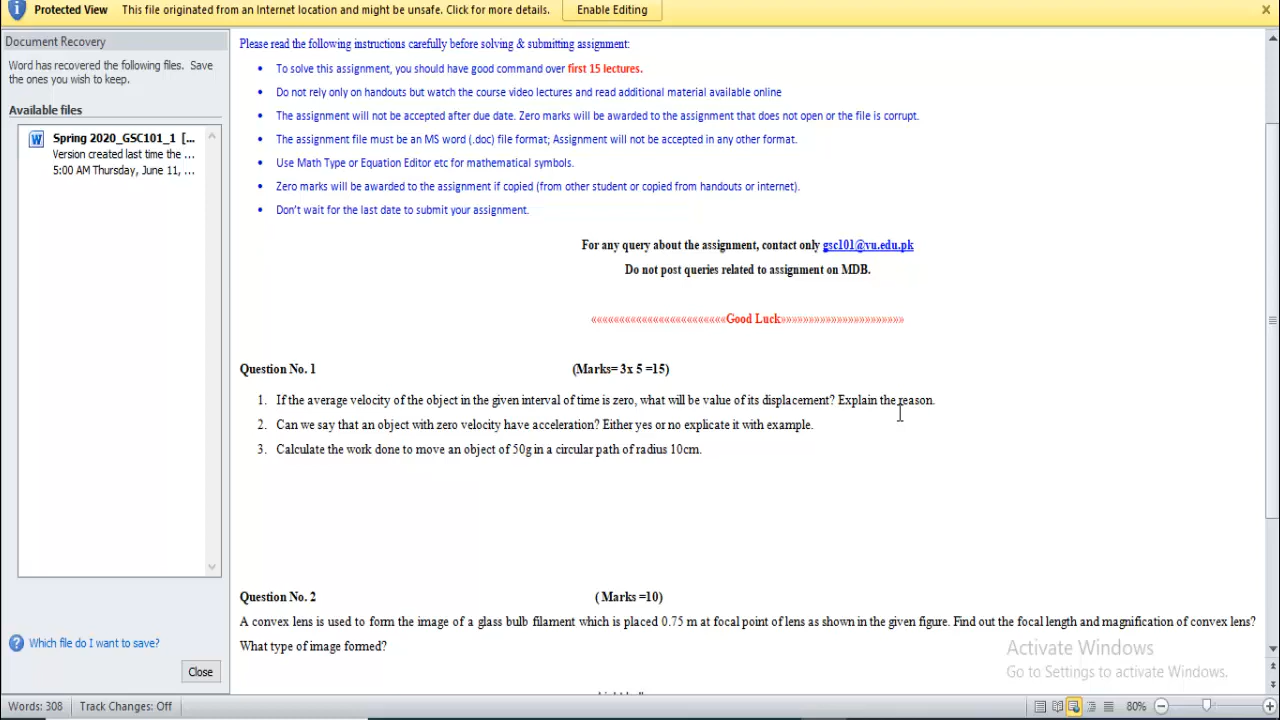 Protected View This file originated from an Internet location and might be unsafe. Click for more details. Enable Editing
Document Recovery
Word has recovered the following files. Save
the ones you wish to keep.
Available files
Spring 2020_GSC101_1 [...
Version created last time the ...
5:00 AM Thursday, June 11, ...
Which file do I want to save?
Close
Please read the following instructions carefully before solving & submitting assignment:
• To solve this assignment, you should have good command over first 15 lectures.
• Do not rely only on handouts but watch the course video lectures and read additional material available online
• The assignment will not be accepted after due date. Zero marks will be awarded to the assignment that does not open or the file is corrupt.
• The assignment file must be an MS word (.doc) file format; Assignment will not be accepted in any other format.
• Use Math Type or Equation Editor etc for mathematical symbols.
• Zero marks will be awarded to the assignment if copied (from other student or copied from handouts or internet).
• Don't wait for the last date to submit your assignment.
For any query about the assignment, contact only gsc101@vu.edu.pk
Do not post queries related to assignment on MDB.
««««««««««««««««««««««««Good Luck»»»»»»»»»»»»»»»»»»»»»»
Question No. 1 (Marks= 3x 5 =15)
1. If the average velocity of the object in the given interval of time is zero, what will be value of its displacement? Explain the reason.
2. Can we say that an object with zero velocity have acceleration? Either yes or no explicate it with example.
3. Calculate the work done to move an object of 50g in a circular path of radius 10cm.
Question No. 2 ( Marks =10)
A convex lens is used to form the image of a glass bulb filament which is placed 0.75 m at focal point of lens as shown in the given figure. Find out the focal length and magnification of convex lens?
What type of image formed?
Activate Windows
Go to Settings to activate Windows.
Words: 308 Track Changes: Off 80%